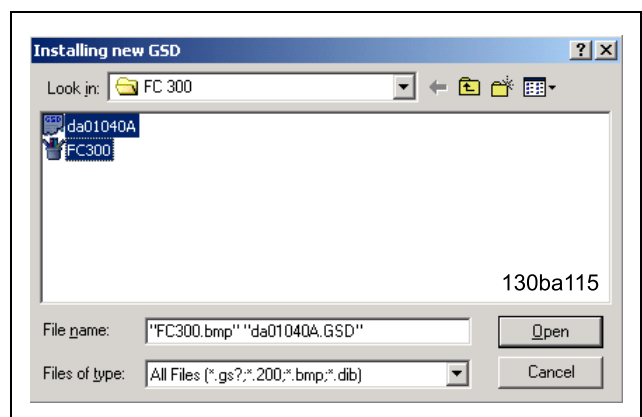 Installing new GSD
Look in: FC 300
da01040A
FC300
130ba115
File name: "FC300.bmp" "da01040A.GSD"
Open
Files of type: All Files (*.gs?;*.200;*.bmp;*.dib)
Cancel